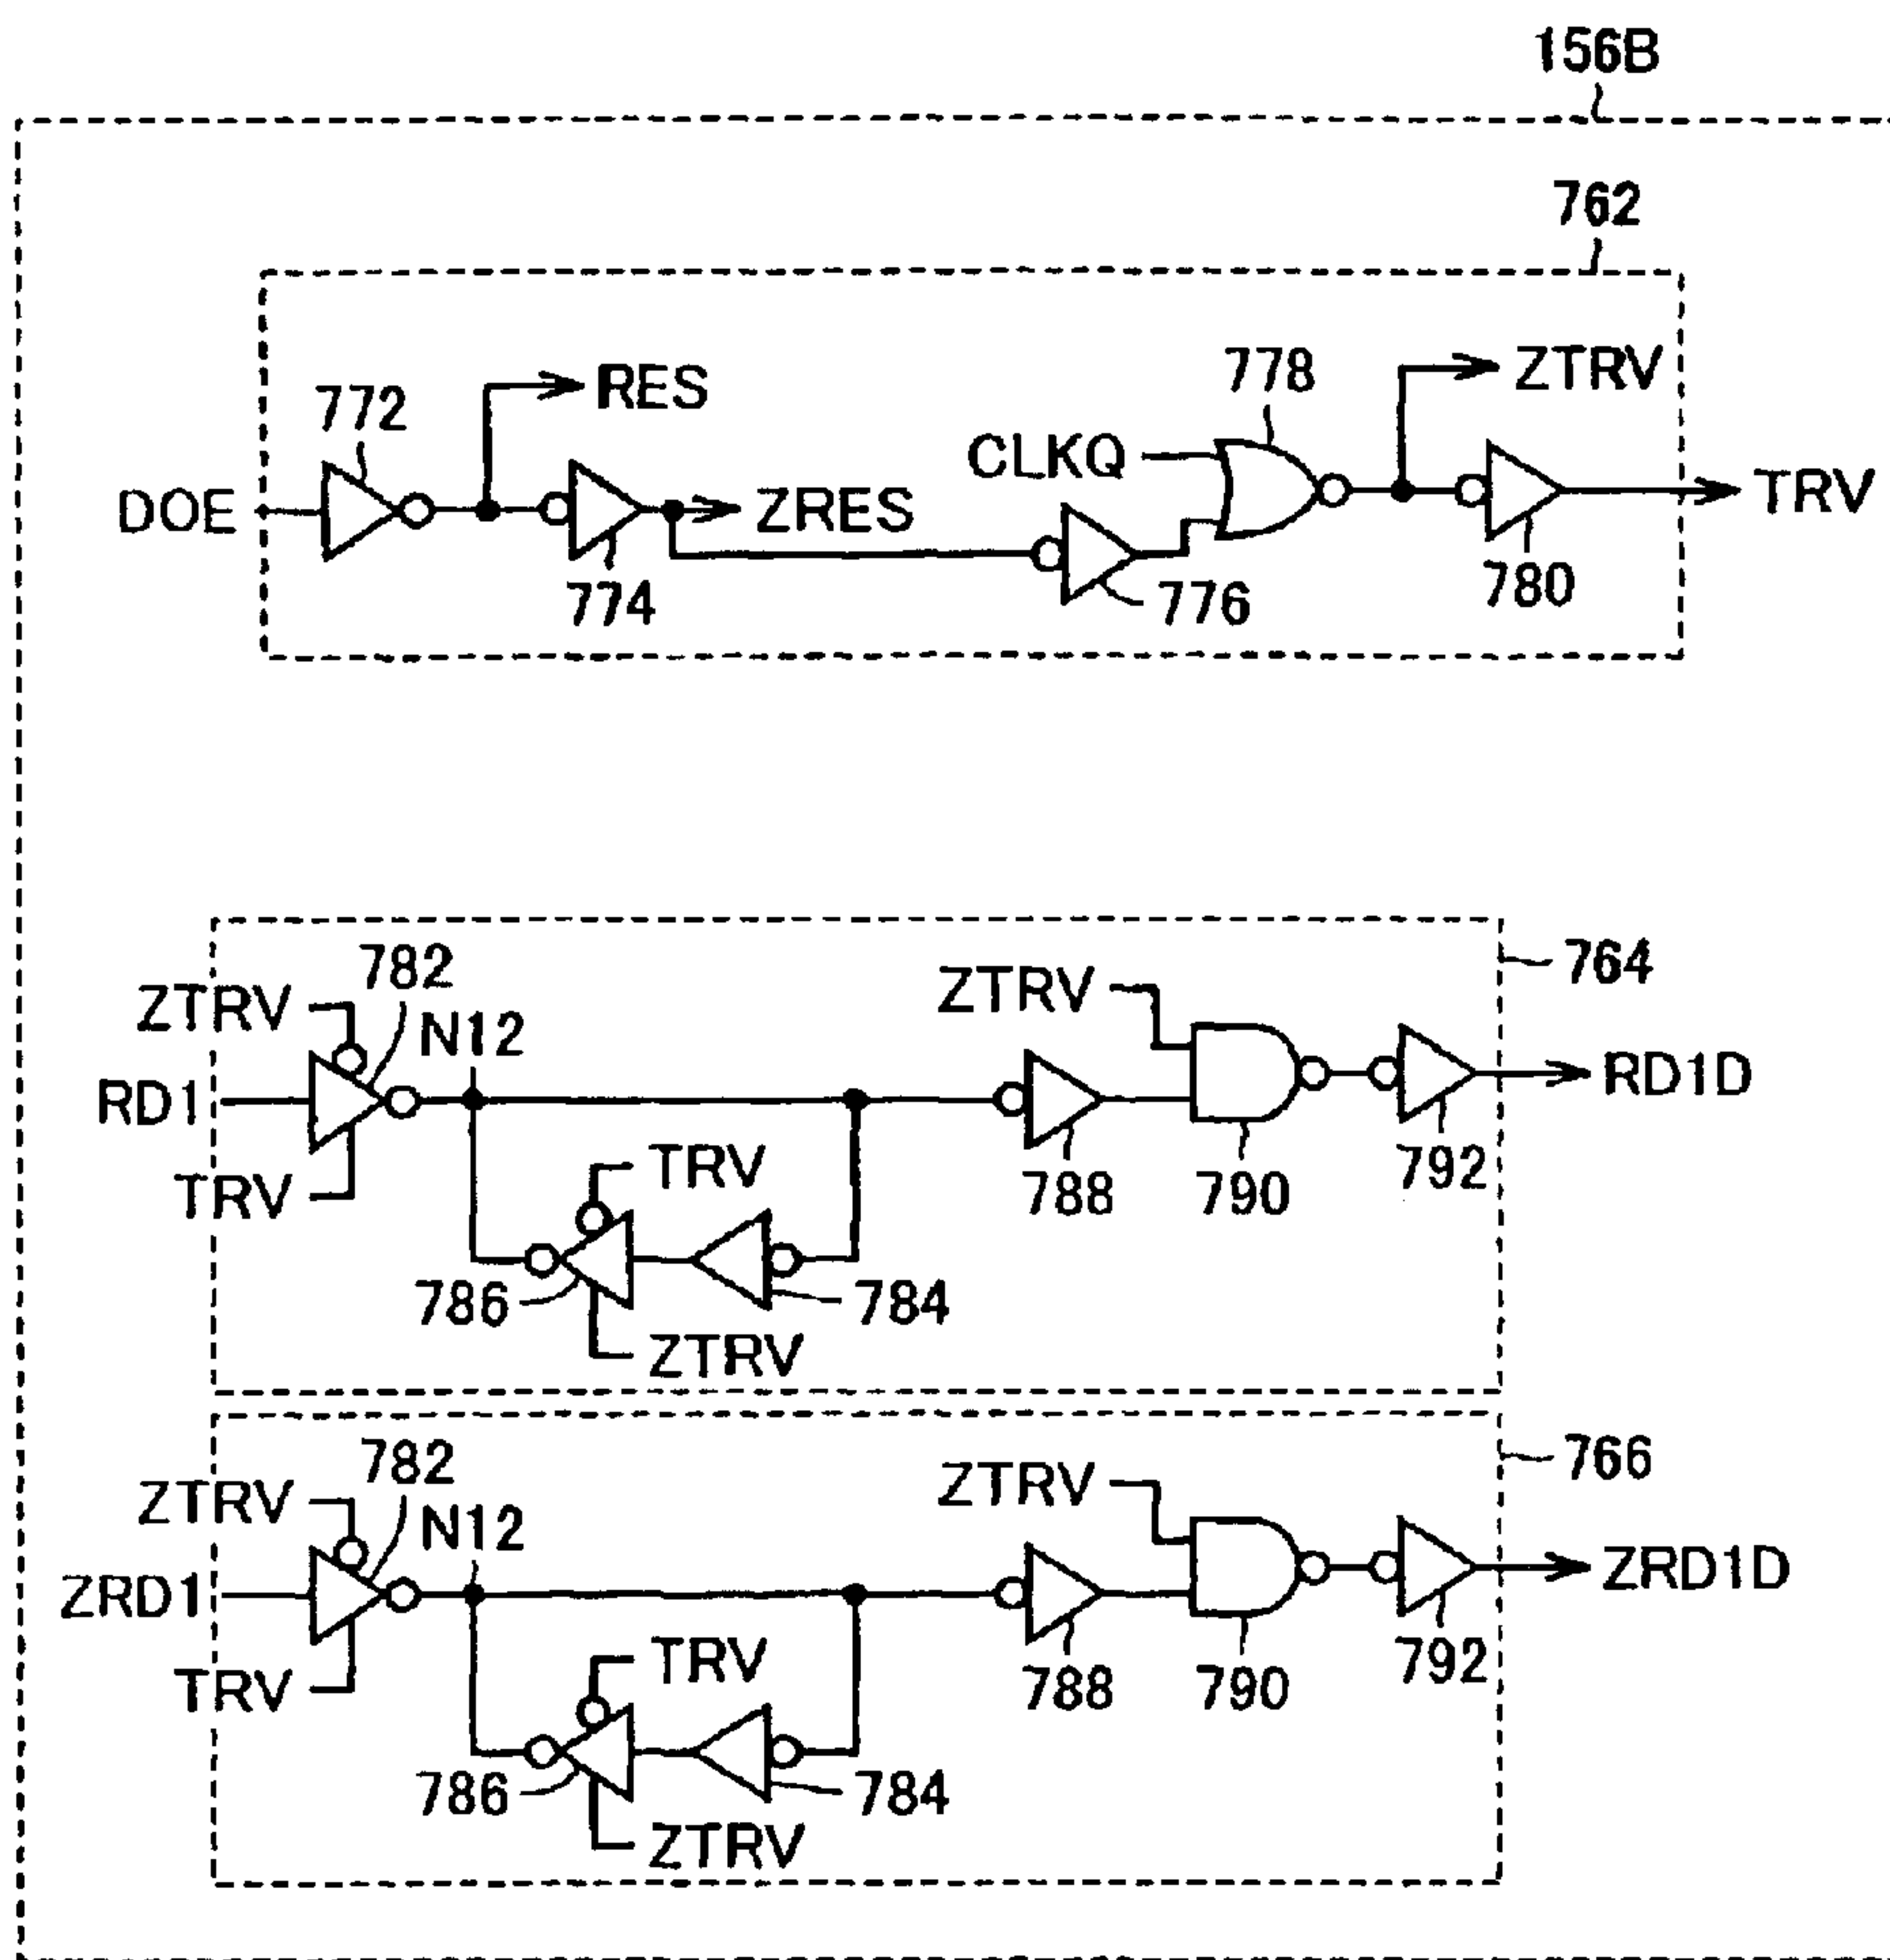 156B
762
772
RES
778
ZTRV
CLKQ
DOE
ZRES
TRV
774
776
780
782
ZTRV
N12
ZTRV
764
RD1
RD1D
TRV
TRV
788
790
792
786
784
ZTRV
782
ZTRV
N12
ZTRV
766
ZRD1
ZRD1D
TRV
TRV
788
790
792
786
784
ZTRV